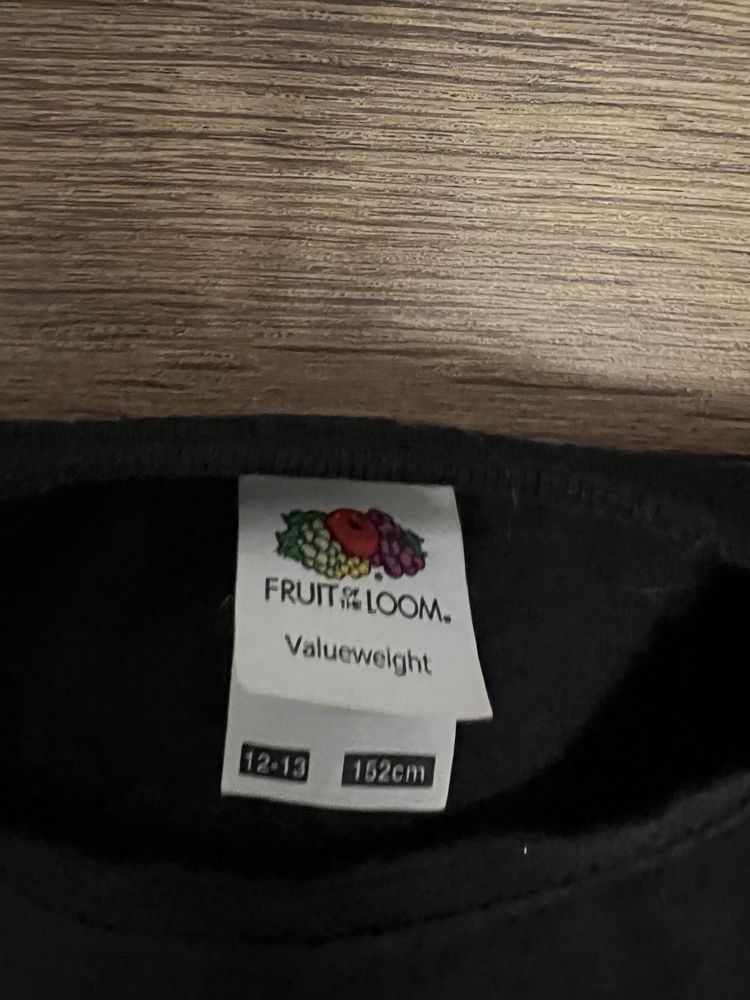 FRUIT OF THE LOOM.
Valueweight
12-13 152cm